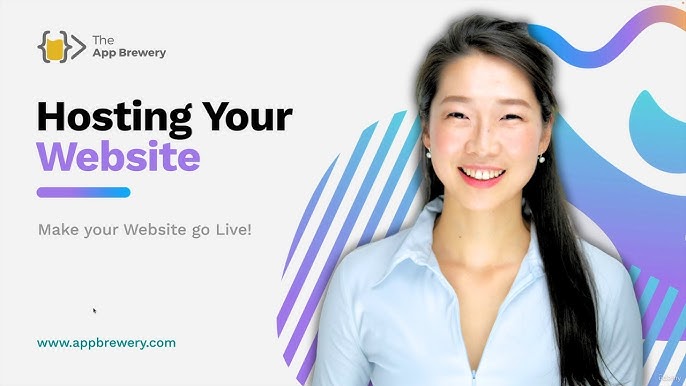 The
App Brewery
Hosting Your
Website
Make your Website go Live!
www.appbrewery.com